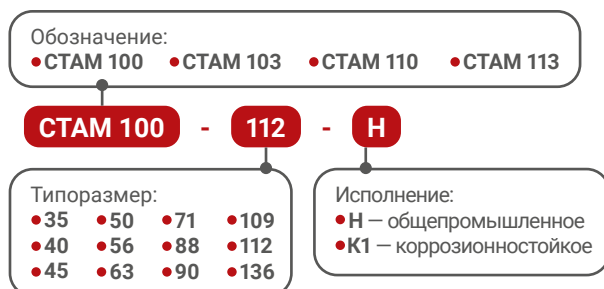 Обозначение:
•СТАМ 100 •СТАМ 103 •СТАМ 110 •СТАМ 113
СТАМ 100 - 112 - Н
Типоразмер:
•35 •50 •71 •109
•40 •56 •88 •112
•45 •63 •90 •136
Исполнение:
•Н — общепромышленное
•К1 — коррозионностойкое